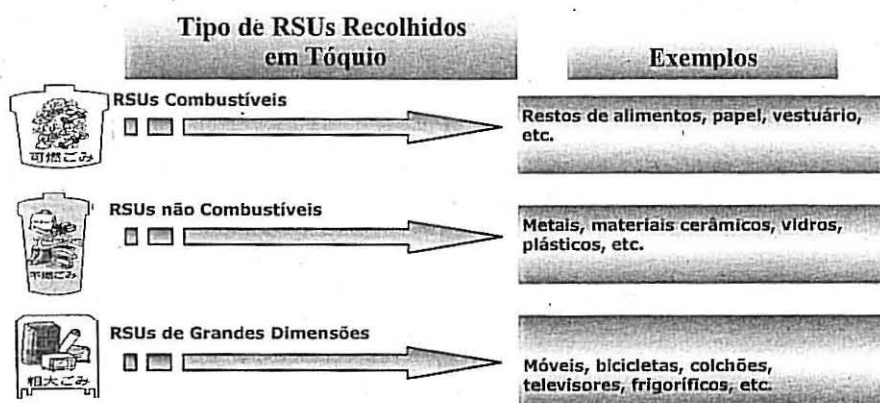 Tipo de RSUs Recolhidos
em Tóquio
Exemplos
RSUs Combustíveis
可燃ごみ
Restos de alimentos, papel, vestuário,
etc.
RSUs não Combustíveis
不燃ごみ
Metais, materiais cerâmicos, vidros,
plásticos, etc.
RSUs de Grandes Dimensões
粗大ごみ
Móveis, bicicletas, colchões,
televisores, frigoríficos, etc.